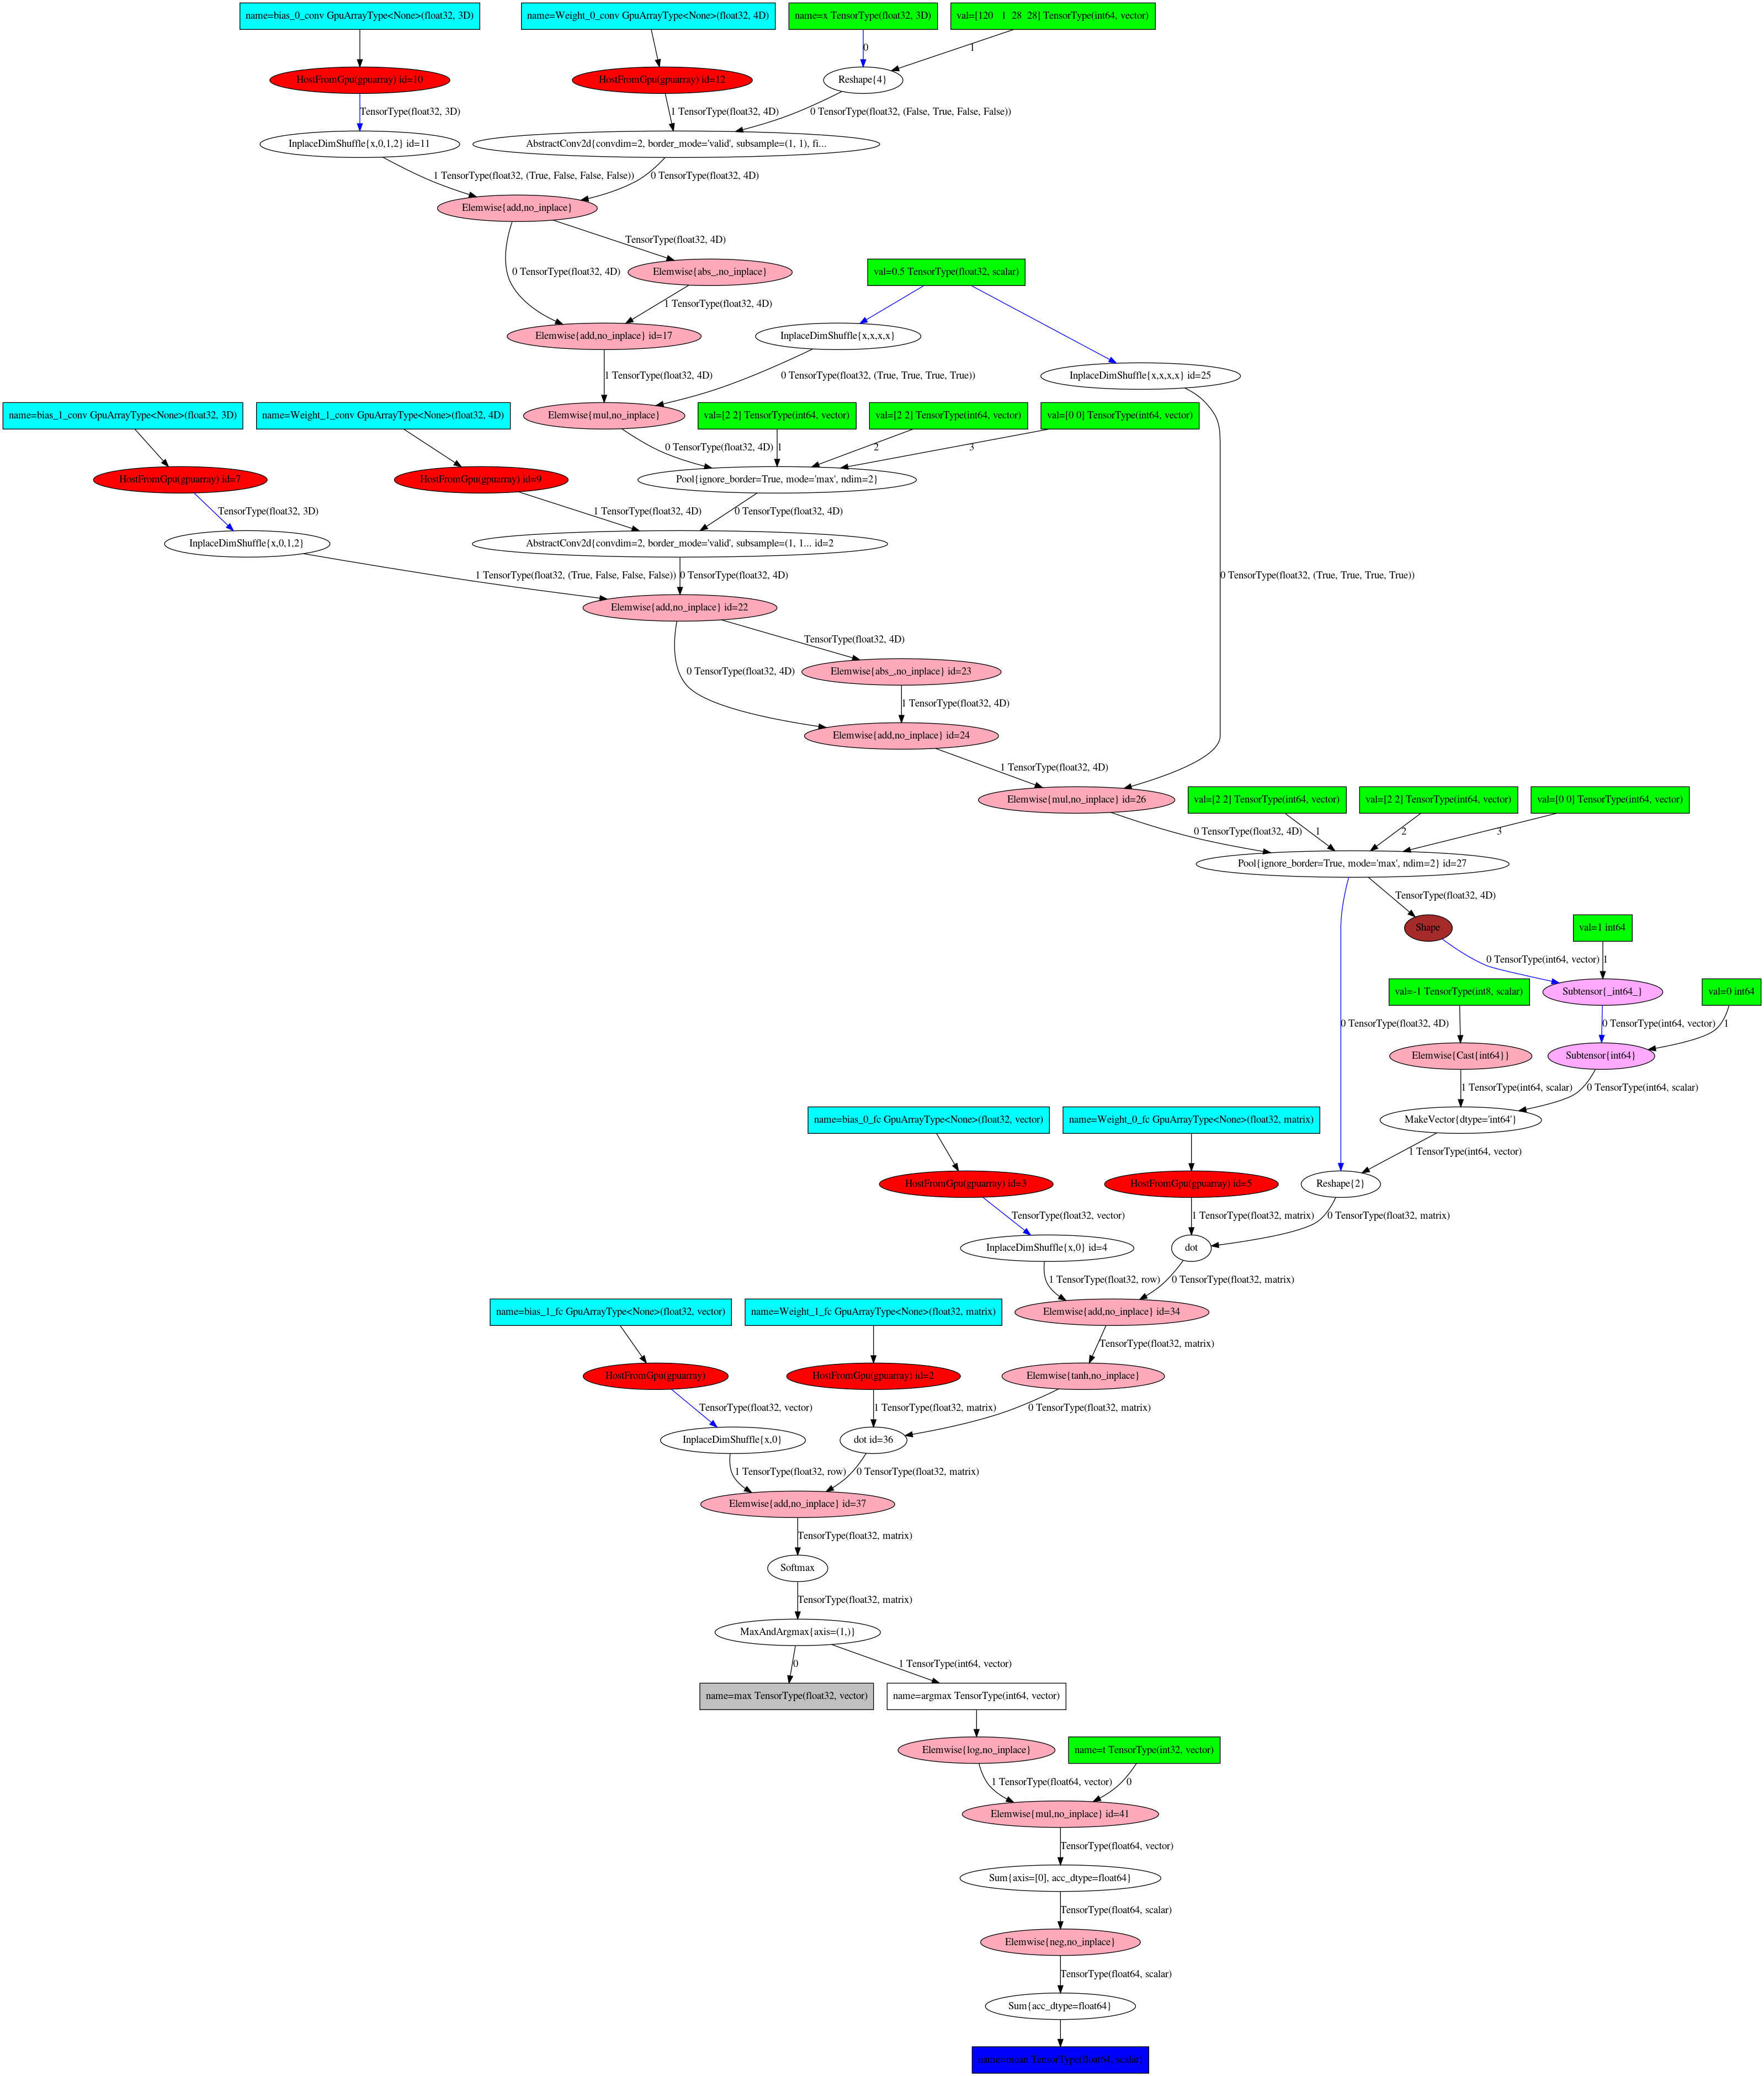 name=bias_0_conv GpuArrayType<None>(float32, 3D)
name=Weight_0_conv GpuArrayType<None>(float32, 4D)
name=x TensorType(float32, 3D)
val=[120   1  28  28] TensorType(int64, vector)
0
1
HostFromGpu(gpuarray) id=10
HostFromGpu(gpuarray) id=12
Reshape{4}
TensorType(float32, 3D)
1 TensorType(float32, 4D)
0 TensorType(float32, (False, True, False, False))
InplaceDimShuffle{x,0,1,2} id=11
AbstractConv2d{convdim=2, border_mode='valid', subsample=(1, 1), fi...
1 TensorType(float32, (True, False, False, False))
0 TensorType(float32, 4D)
Elemwise{add,no_inplace}
TensorType(float32, 4D)
0 TensorType(float32, 4D)
Elemwise{abs_,no_inplace}
val=0.5 TensorType(float32, scalar)
1 TensorType(float32, 4D)
Elemwise{add,no_inplace} id=17
InplaceDimShuffle{x,x,x,x}
1 TensorType(float32, 4D)
0 TensorType(float32, (True, True, True, True))
InplaceDimShuffle{x,x,x,x} id=25
name=bias_1_conv GpuArrayType<None>(float32, 3D)
name=Weight_1_conv GpuArrayType<None>(float32, 4D)
Elemwise{mul,no_inplace}
val=[2 2] TensorType(int64, vector)
val=[2 2] TensorType(int64, vector)
val=[0 0] TensorType(int64, vector)
0 TensorType(float32, 4D)
1
2
3
HostFromGpu(gpuarray) id=7
HostFromGpu(gpuarray) id=9
Pool{ignore_border=True, mode='max', ndim=2}
TensorType(float32, 3D)
1 TensorType(float32, 4D)
0 TensorType(float32, 4D)
InplaceDimShuffle{x,0,1,2}
AbstractConv2d{convdim=2, border_mode='valid', subsample=(1, 1... id=2
1 TensorType(float32, (True, False, False, False))
0 TensorType(float32, 4D)
0 TensorType(float32, (True, True, True, True))
Elemwise{add,no_inplace} id=22
TensorType(float32, 4D)
0 TensorType(float32, 4D)
Elemwise{abs_,no_inplace} id=23
1 TensorType(float32, 4D)
Elemwise{add,no_inplace} id=24
1 TensorType(float32, 4D)
Elemwise{mul,no_inplace} id=26
val=[2 2] TensorType(int64, vector)
val=[2 2] TensorType(int64, vector)
val=[0 0] TensorType(int64, vector)
0 TensorType(float32, 4D)
1
2
3
Pool{ignore_border=True, mode='max', ndim=2} id=27
TensorType(float32, 4D)
Shape
val=1 int64
0 TensorType(int64, vector)
1
val=-1 TensorType(int8, scalar)
Subtensor{_int64_}
val=0 int64
0 TensorType(float32, 4D)
0 TensorType(int64, vector)
1
Elemwise{Cast{int64}}
Subtensor{int64}
1 TensorType(int64, scalar)
0 TensorType(int64, scalar)
name=bias_0_fc GpuArrayType<None>(float32, vector)
name=Weight_0_fc GpuArrayType<None>(float32, matrix)
MakeVector{dtype='int64'}
1 TensorType(int64, vector)
HostFromGpu(gpuarray) id=3
HostFromGpu(gpuarray) id=5
Reshape{2}
TensorType(float32, vector)
1 TensorType(float32, matrix)
0 TensorType(float32, matrix)
InplaceDimShuffle{x,0} id=4
dot
1 TensorType(float32, row)
0 TensorType(float32, matrix)
name=bias_1_fc GpuArrayType<None>(float32, vector)
name=Weight_1_fc GpuArrayType<None>(float32, matrix)
Elemwise{add,no_inplace} id=34
TensorType(float32, matrix)
HostFromGpu(gpuarray)
HostFromGpu(gpuarray) id=2
Elemwise{tanh,no_inplace}
TensorType(float32, vector)
1 TensorType(float32, matrix)
0 TensorType(float32, matrix)
InplaceDimShuffle{x,0}
dot id=36
1 TensorType(float32, row)
0 TensorType(float32, matrix)
Elemwise{add,no_inplace} id=37
TensorType(float32, matrix)
Softmax
TensorType(float32, matrix)
MaxAndArgmax{axis=(1,)}
0
1 TensorType(int64, vector)
name=max TensorType(float32, vector)
name=argmax TensorType(int64, vector)
Elemwise{log,no_inplace}
name=t TensorType(int32, vector)
1 TensorType(float64, vector)
0
Elemwise{mul,no_inplace} id=41
TensorType(float64, vector)
Sum{axis=[0], acc_dtype=float64}
TensorType(float64, scalar)
Elemwise{neg,no_inplace}
TensorType(float64, scalar)
Sum{acc_dtype=float64}
name=mean TensorType(float64, scalar)